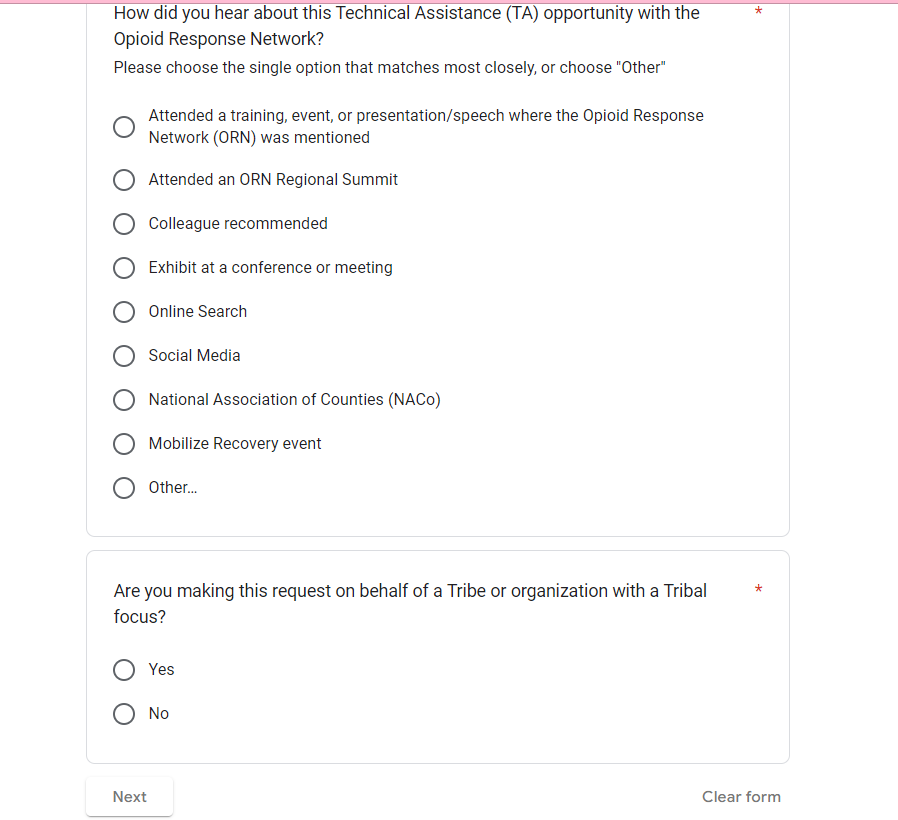 How did you hear about this Technical Assistance (TA) opportunity with the *
Opioid Response Network?
Please choose the single option that matches most closely, or choose "Other"
Attended a training, event, or presentation/speech where the Opioid Response
Network (ORN) was mentioned
Attended an ORN Regional Summit
Colleague recommended
Exhibit at a conference or meeting
Online Search
Social Media
National Association of Counties (NACo)
Mobilize Recovery event
Other...
Are you making this request on behalf of a Tribe or organization with a Tribal *
focus?
Yes
No
Next Clear form